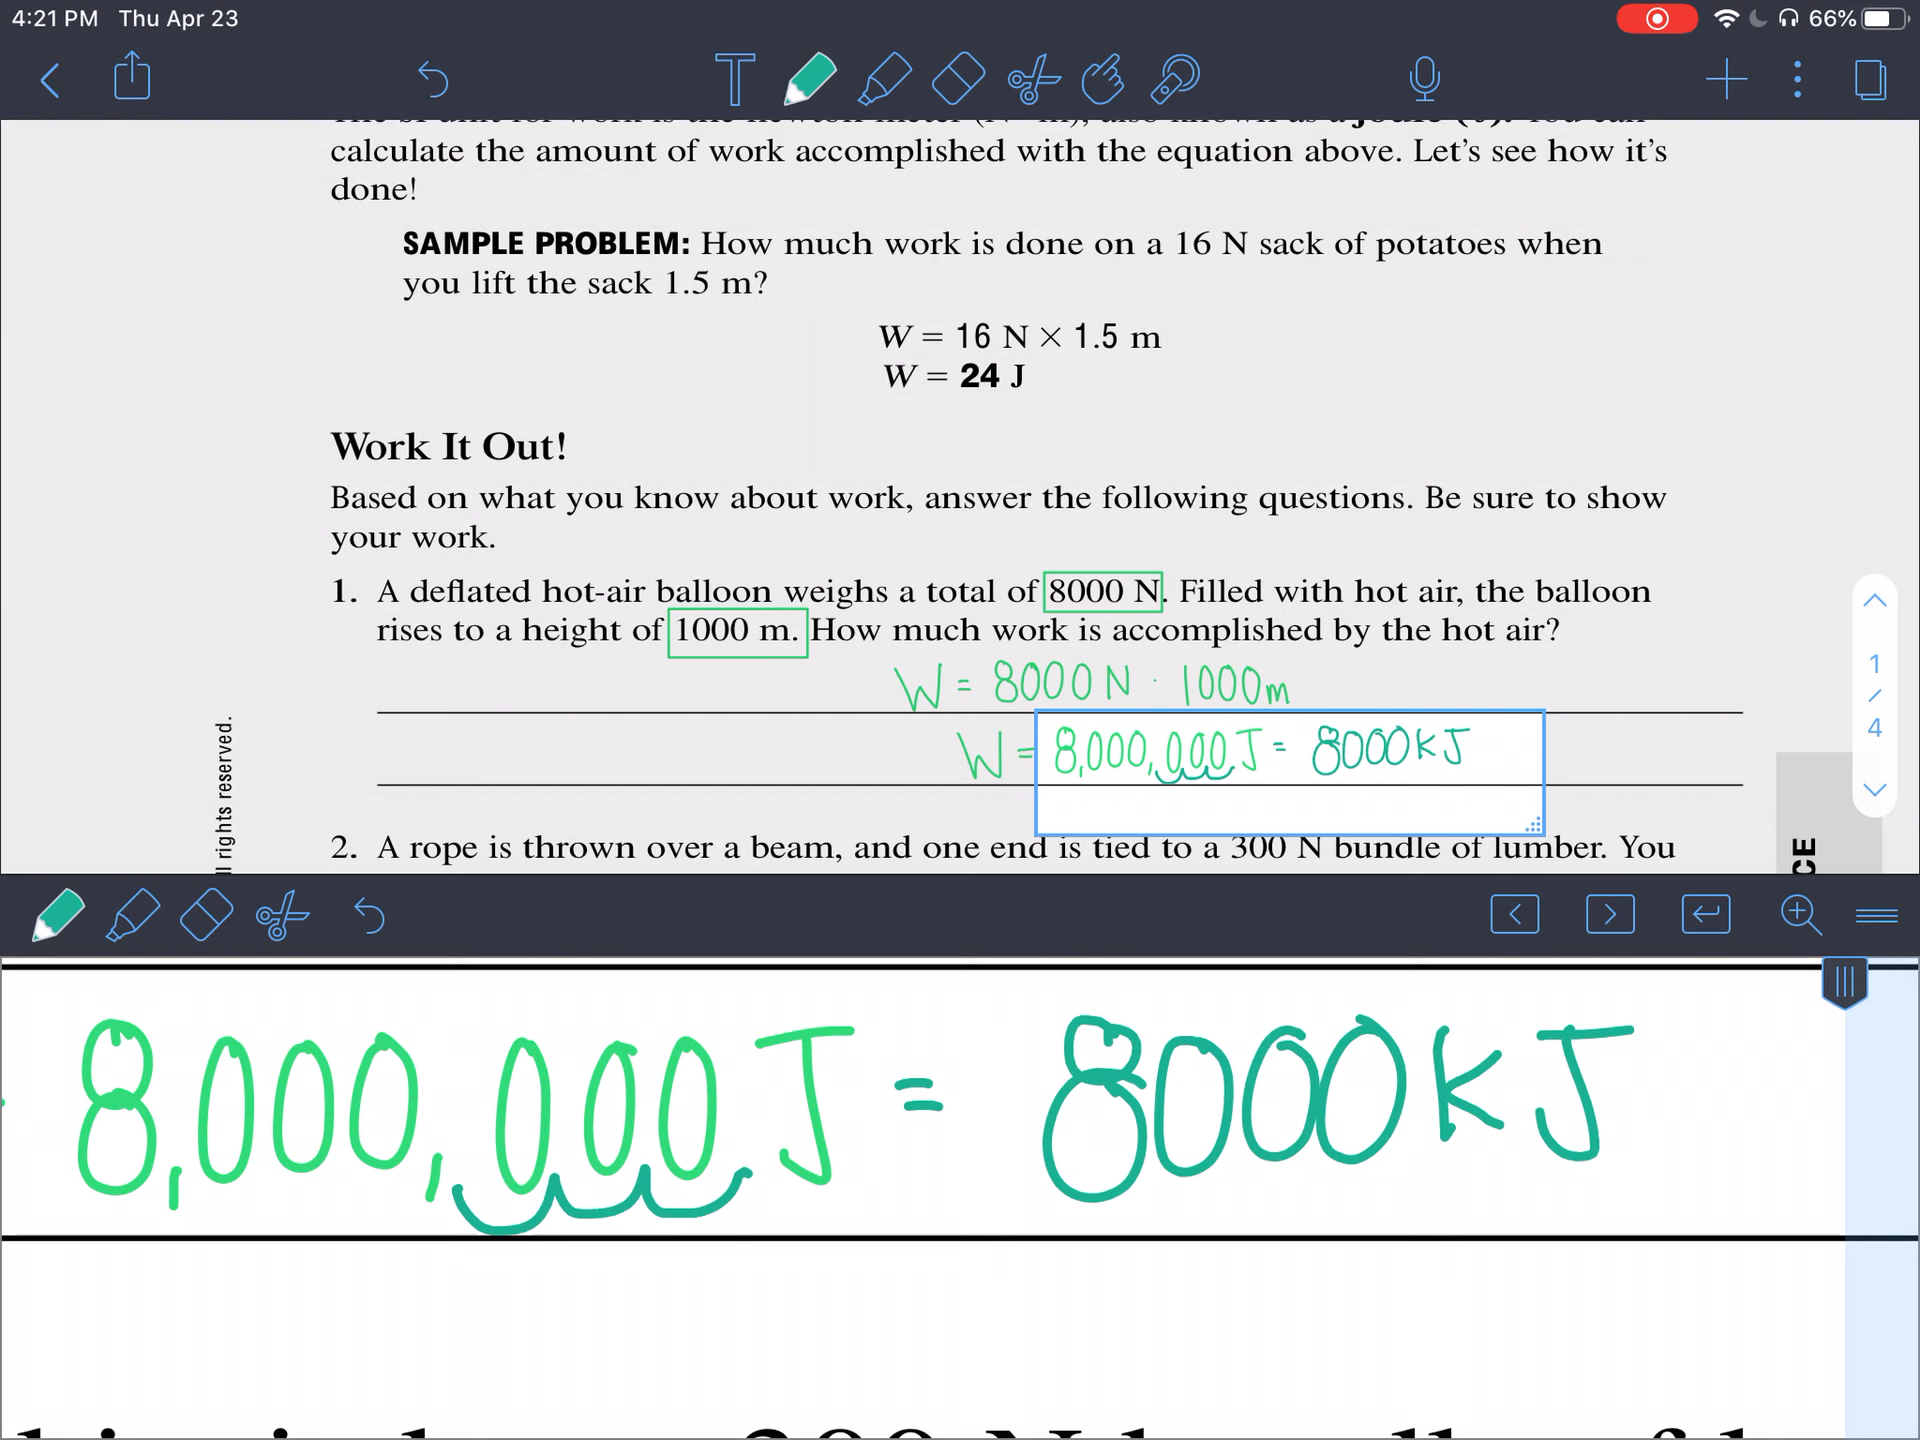 4:21 PM Thu Apr 23
66%
calculate the amount of work accomplished with the equation above. Let's see how it's
done!
SAMPLE PROBLEM: How much work is done on a 16 N sack of potatoes when
you lift the sack 1.5 m?
W = 16 N × 1.5 m
W = 24 J
Work It Out!
Based on what you know about work, answer the following questions. Be sure to show
your work.
1. A deflated hot-air balloon weighs a total of 8000 N. Filled with hot air, the balloon
rises to a height of 1000 m. How much work is accomplished by the hot air?
W = 8000 N · 1000m
W = 8,000,000 J = 8000 kJ
2. A rope is thrown over a beam, and one end is tied to a 300 N bundle of lumber. You
ll rights reserved.
1
/
4
CE
8,000,000 J = 8000 kJ